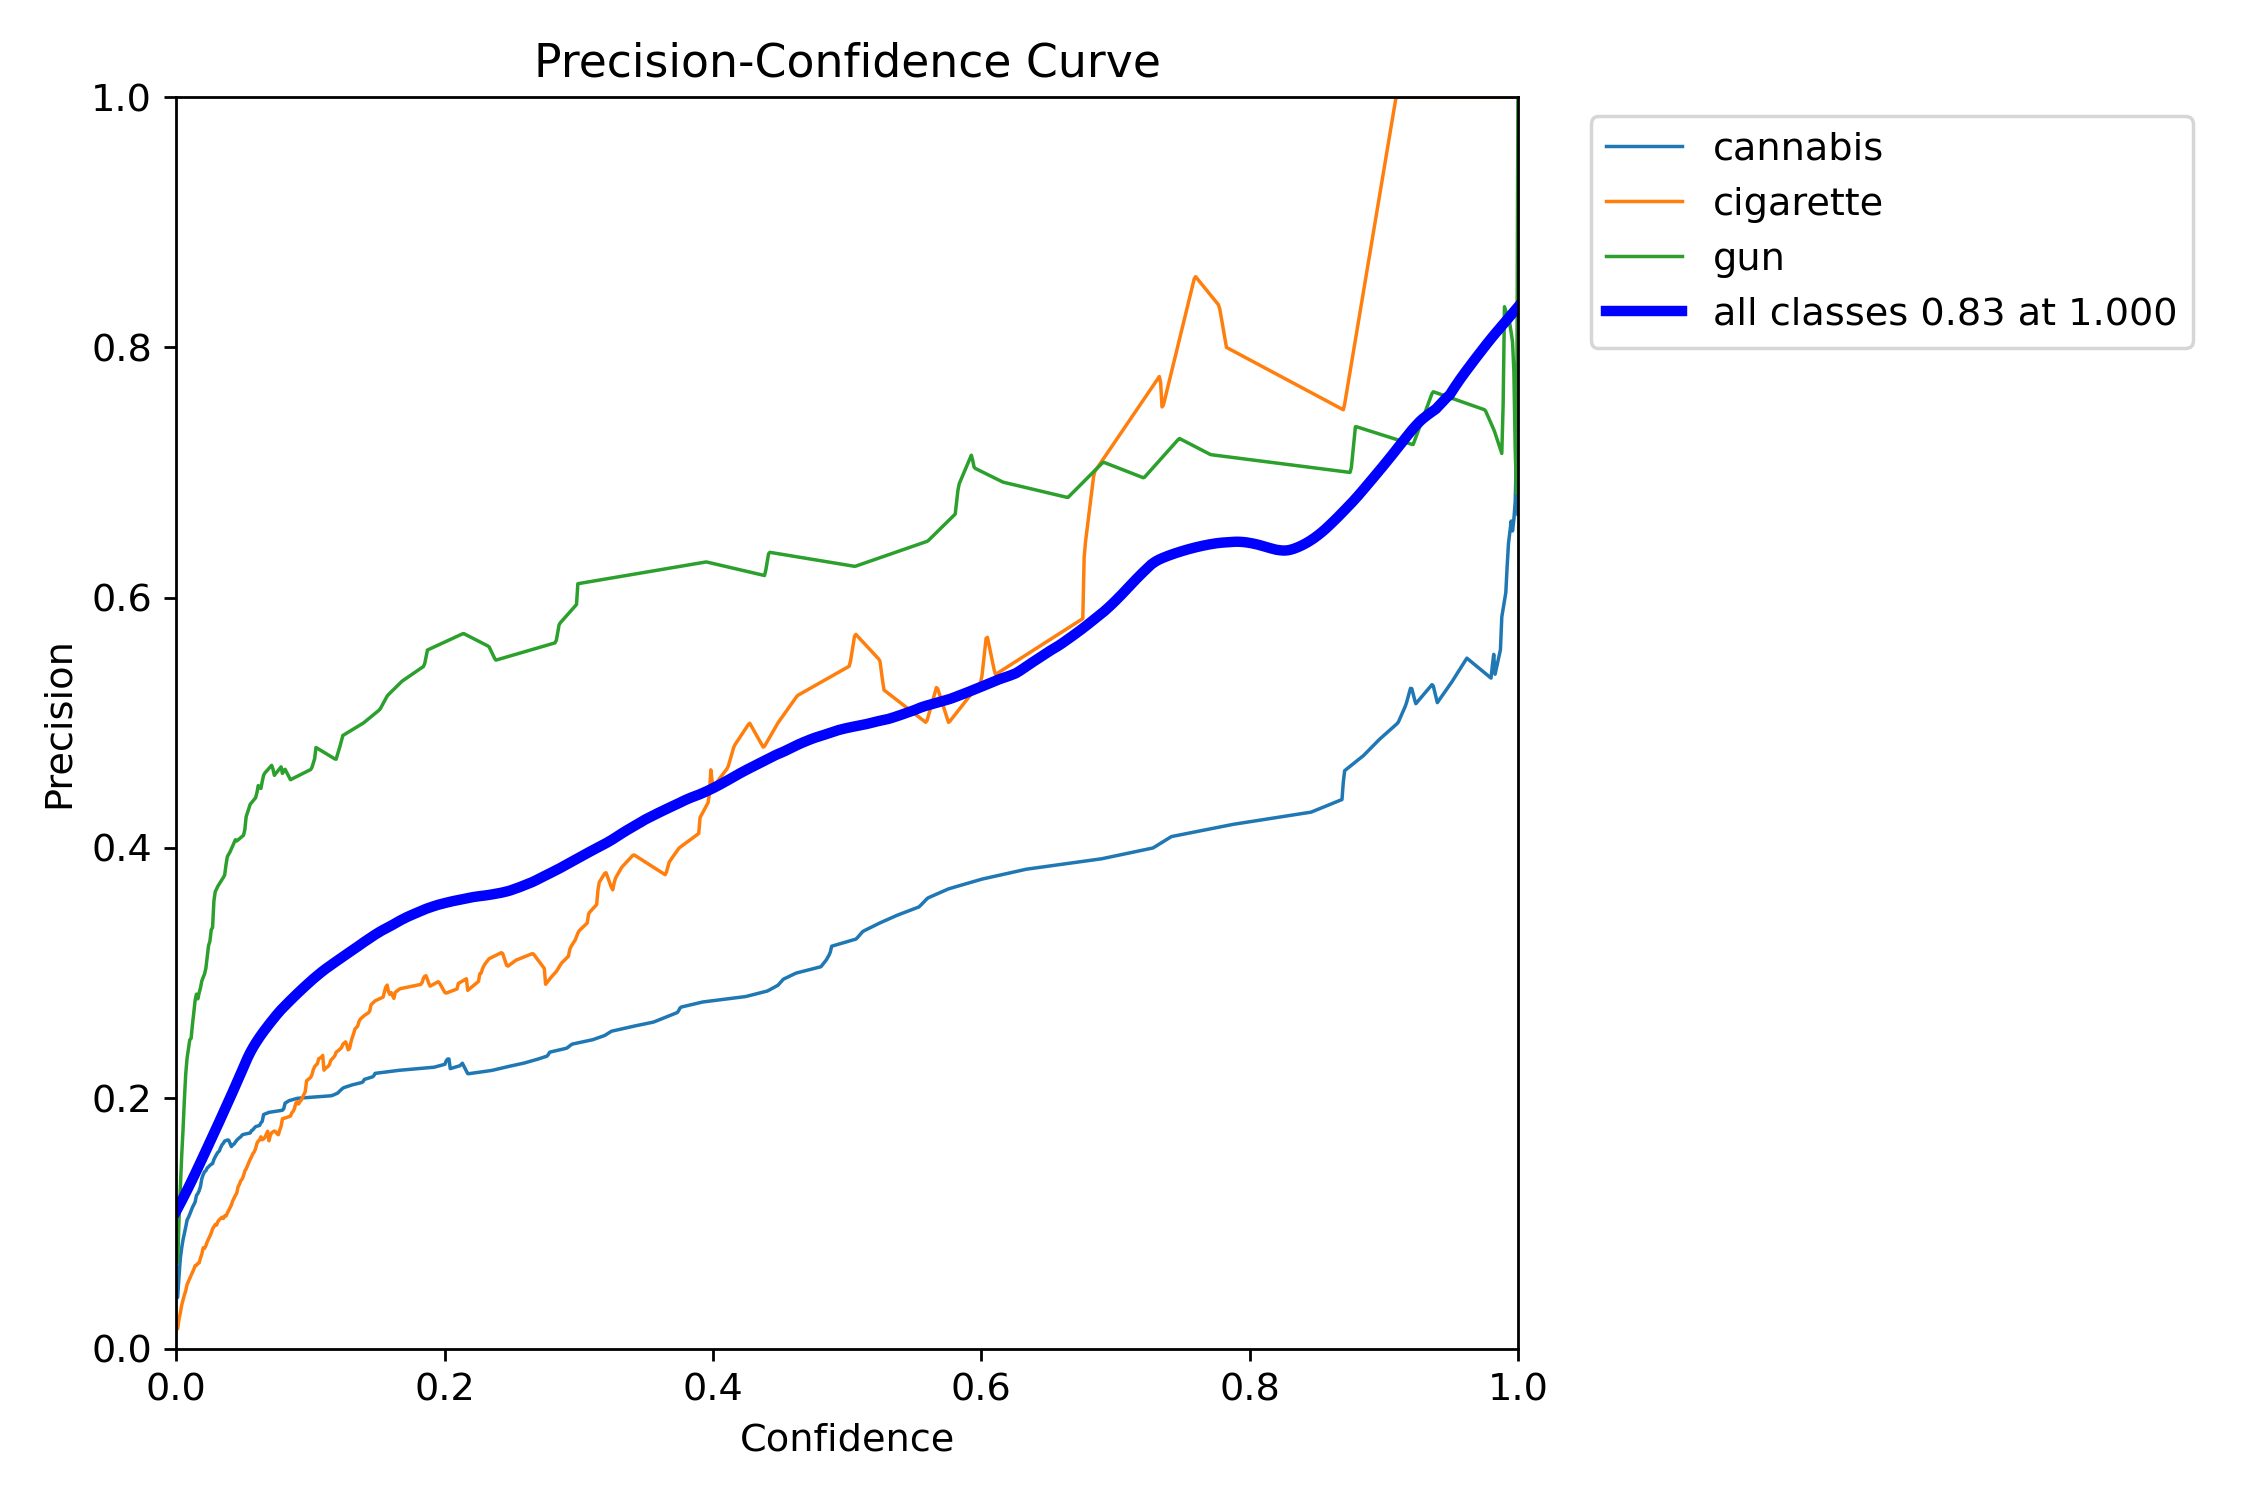 Precision-Confidence Curve
1.0
0.8
0.6
0.4
0.2
0.0
Precision
0.0 0.2 0.4 0.6 0.8 1.0
Confidence
cannabis
cigarette
gun
all classes 0.83 at 1.000